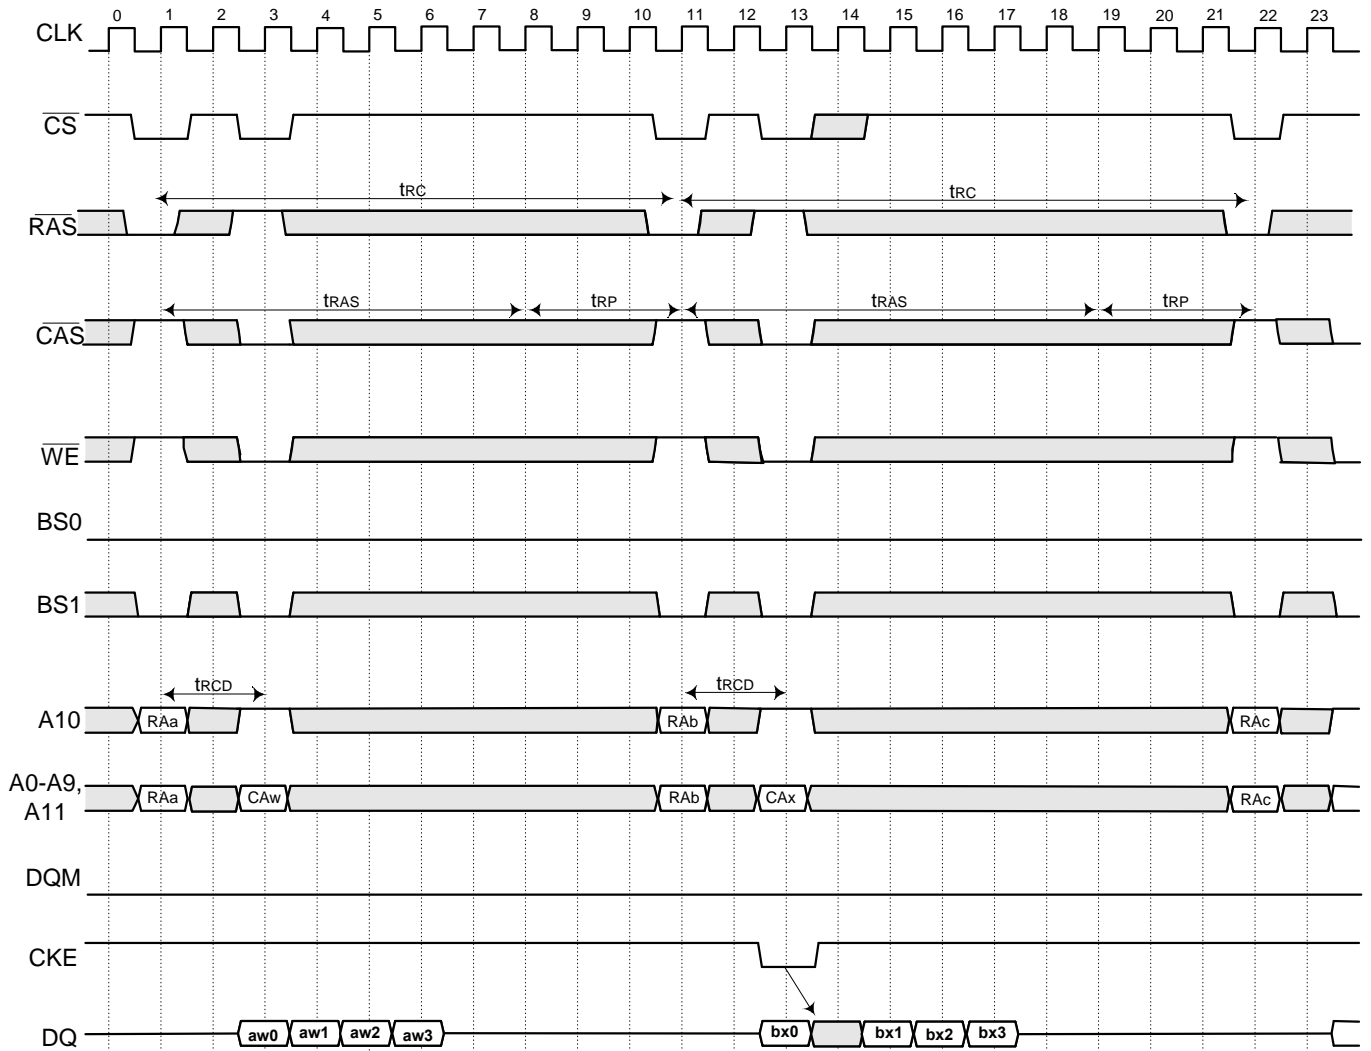 0 1 2 3 4 5 6 7 8 9 10 11 12 13 14 15 16 17 18 19 20 21 22 23
CLK
CS
tRC tRC
RAS
tRAS tRP tRAS tRP
CAS
WE
BS0
BS1
tRCD tRCD
A10 RAa RAb RAc
A0-A9,
A11 RAa CAw RAb CAx RAc
DQM
CKE
DQ aw0 aw1 aw2 aw3 bx0 bx1 bx2 bx3